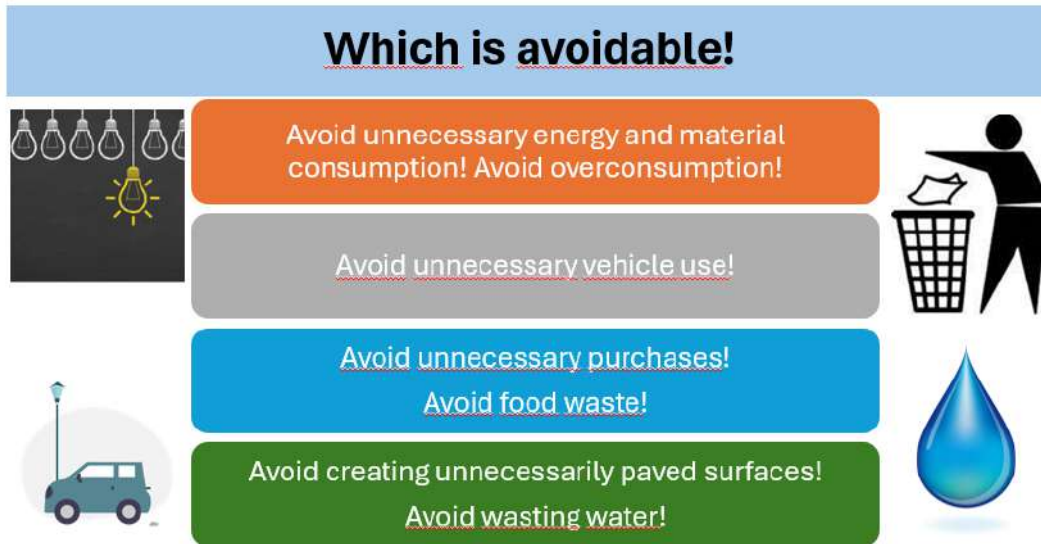 Which is avoidable!
Avoid unnecessary energy and material
consumption! Avoid overconsumption!
Avoid unnecessary vehicle use!
Avoid unnecessary purchases!
Avoid food waste!
Avoid creating unnecessarily paved surfaces!
Avoid wasting water!